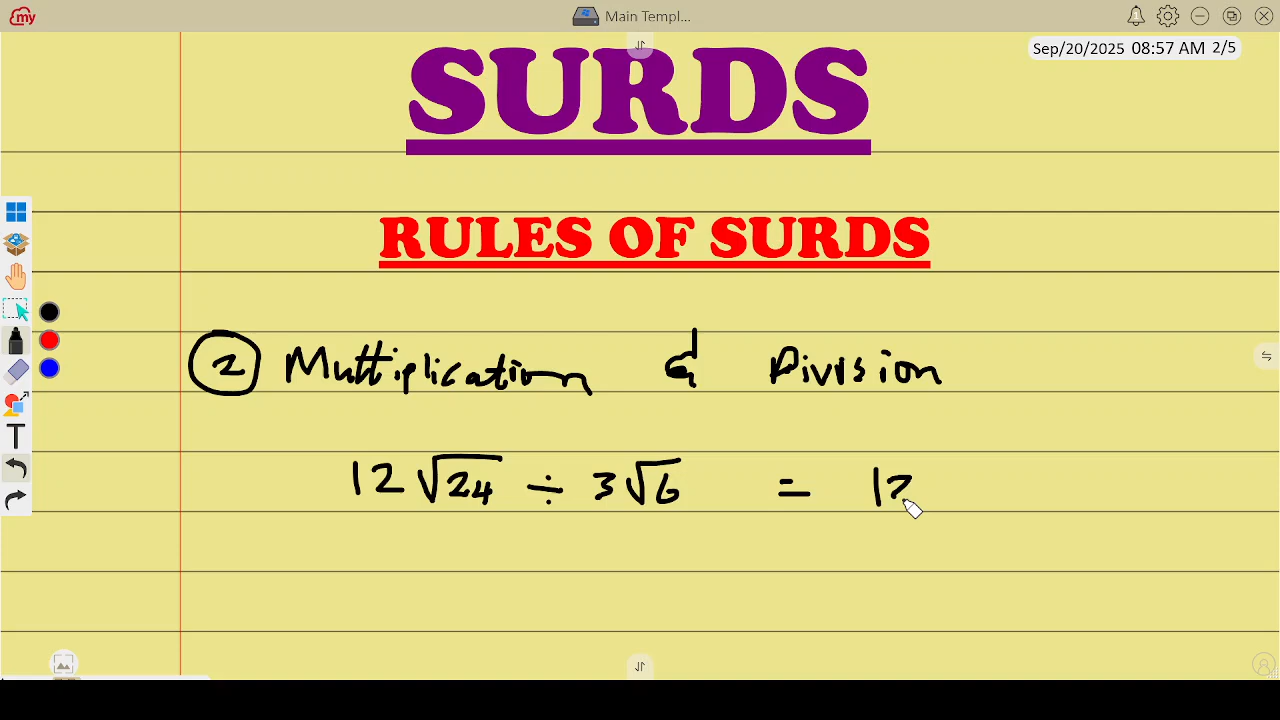 my
Main Templ...
Sep/20/2025 08:57 AM 2/5
SURDS
RULES OF SURDS
2 Multiplication & Division
12√24 ÷ 3√6 = 12
T